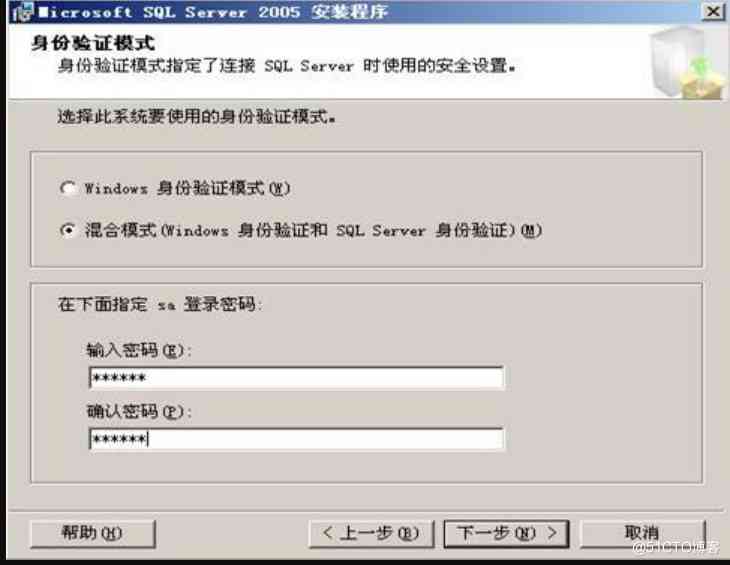 Microsoft SQL Server 2005 安装程序
身份验证模式
身份验证模式指定了连接 SQL Server 时使用的安全设置。
选择此系统要使用的身份验证模式。
Windows 身份验证模式(W)
混合模式(Windows 身份验证和 SQL Server 身份验证)(M)
在下面指定 sa 登录密码:
输入密码(E):
******
确认密码(P):
******
帮助(H)
< 上一步(B)
下一步(N) >
取消
@51CTO博客